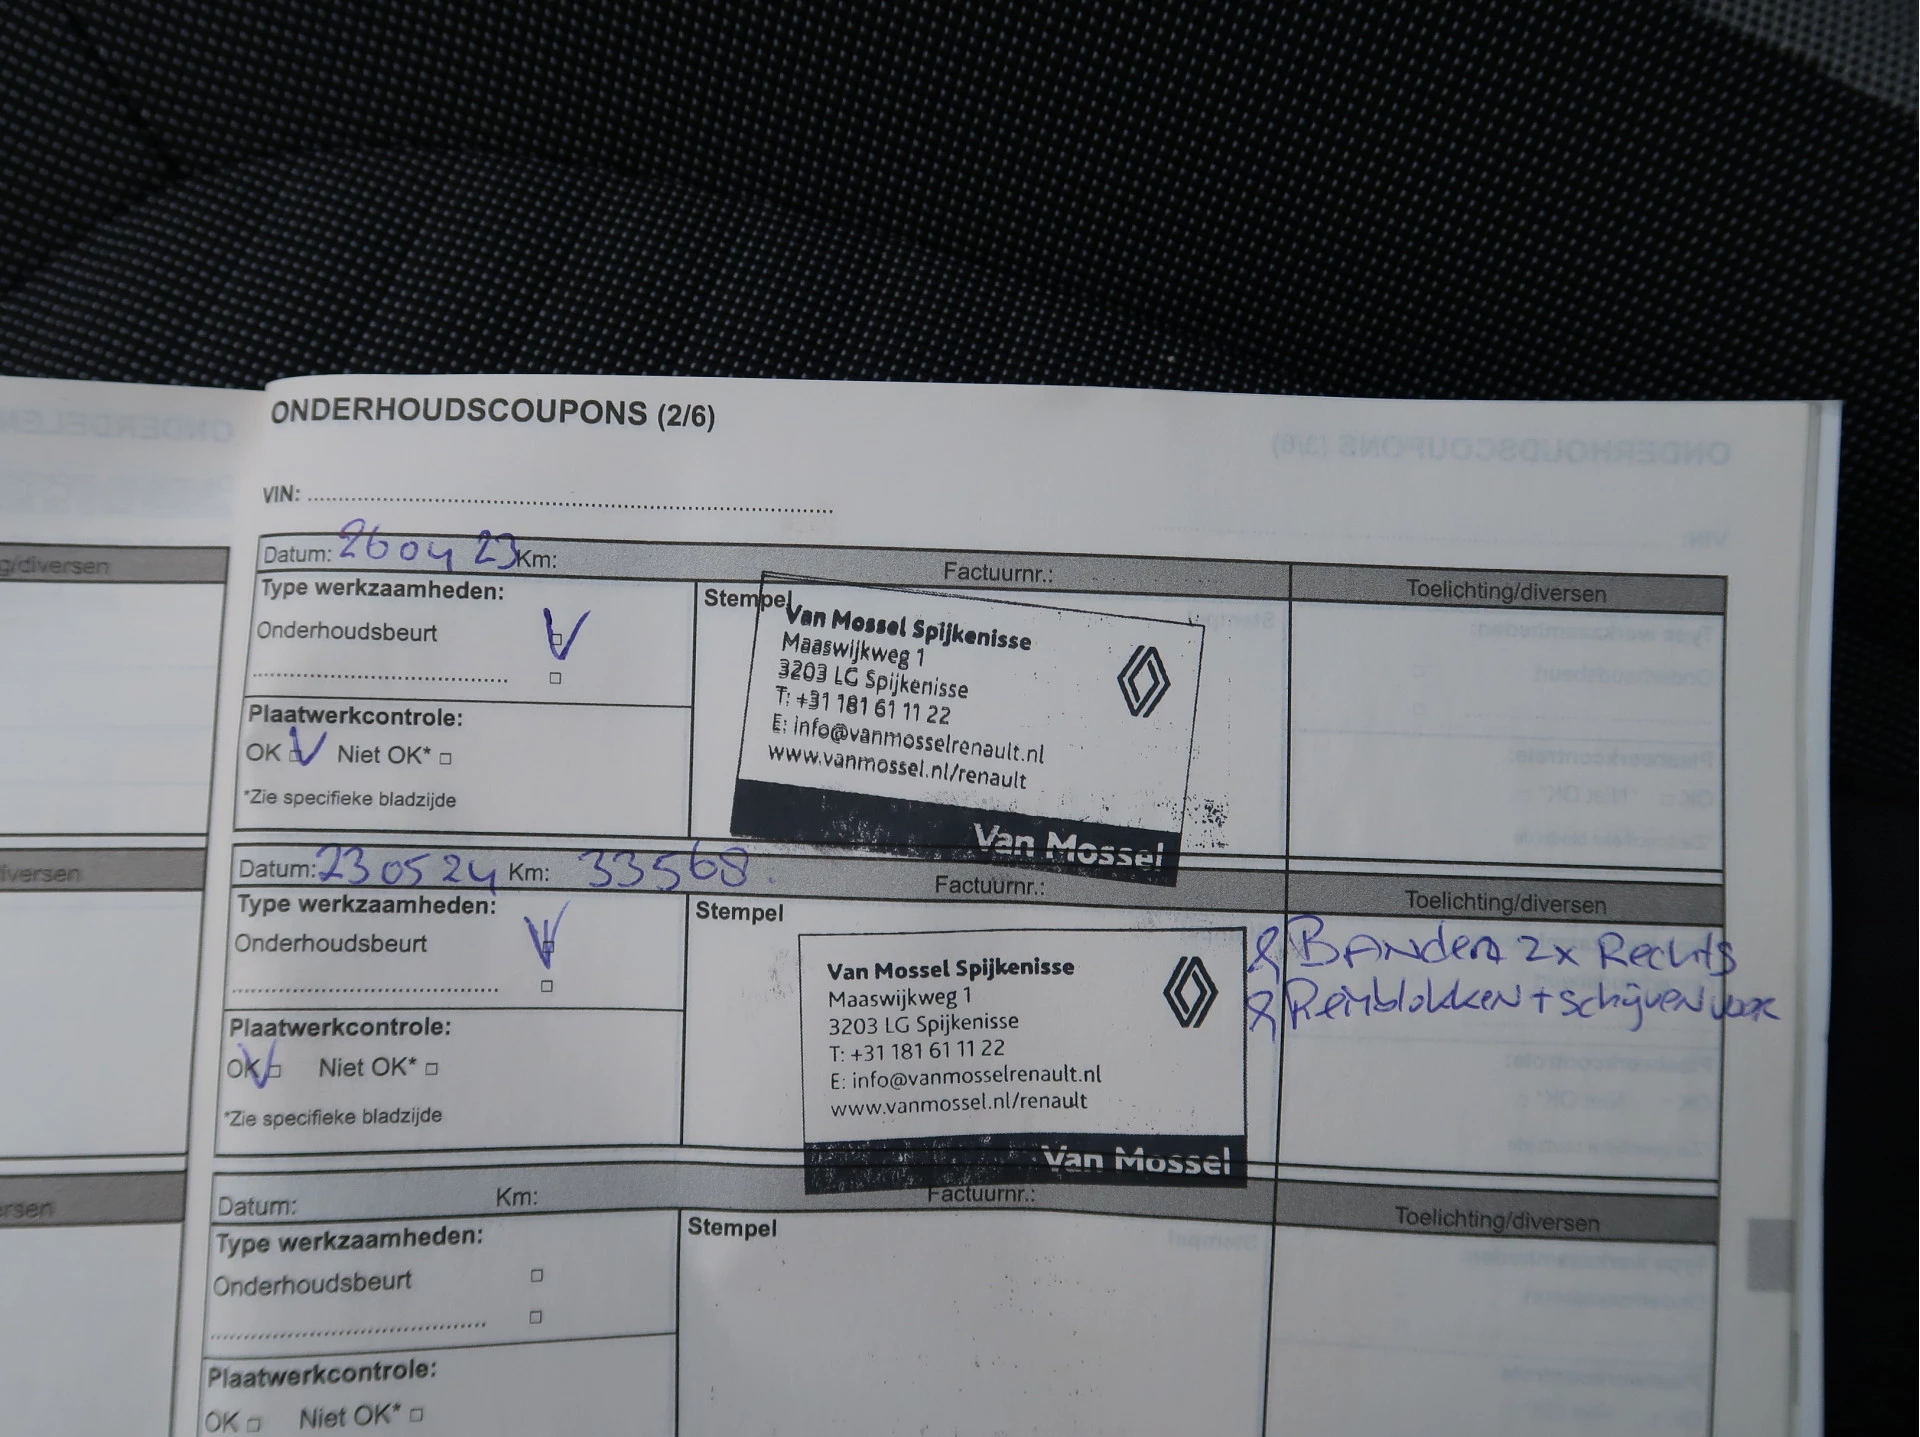 ONDERHOUDSCOUPONS (2/6)
VIN:
Datum: 26 04 23 Km: Factuurnr.: Toelichting/diversen
Type werkzaamheden:
Onderhoudsbeurt
Plaatwerkcontrole:
OK Niet OK*
*Zie specifieke bladzijde
Stempel
Van Mossel Spijkenisse
Maaswijkweg 1
3203 LG Spijkenisse
T: +31 181 61 11 22
E: info@vanmosselrenault.nl
www.vanmossel.nl/renault
Van Mossel
Datum: 23 05 24 Km: 33568 Factuurnr.: Toelichting/diversen
Type werkzaamheden:
Onderhoudsbeurt
Plaatwerkcontrole:
OK Niet OK*
*Zie specifieke bladzijde
Stempel
Van Mossel Spijkenisse
Maaswijkweg 1
3203 LG Spijkenisse
T: +31 181 61 11 22
E: info@vanmosselrenault.nl
www.vanmossel.nl/renault
Van Mossel
& Banden 2x Rechts
& Remblokken + schijven voor
Datum: Km: Factuurnr.: Toelichting/diversen
Type werkzaamheden:
Onderhoudsbeurt
Plaatwerkcontrole:
OK Niet OK*
Stempel
g/diversen
iversen
ersen